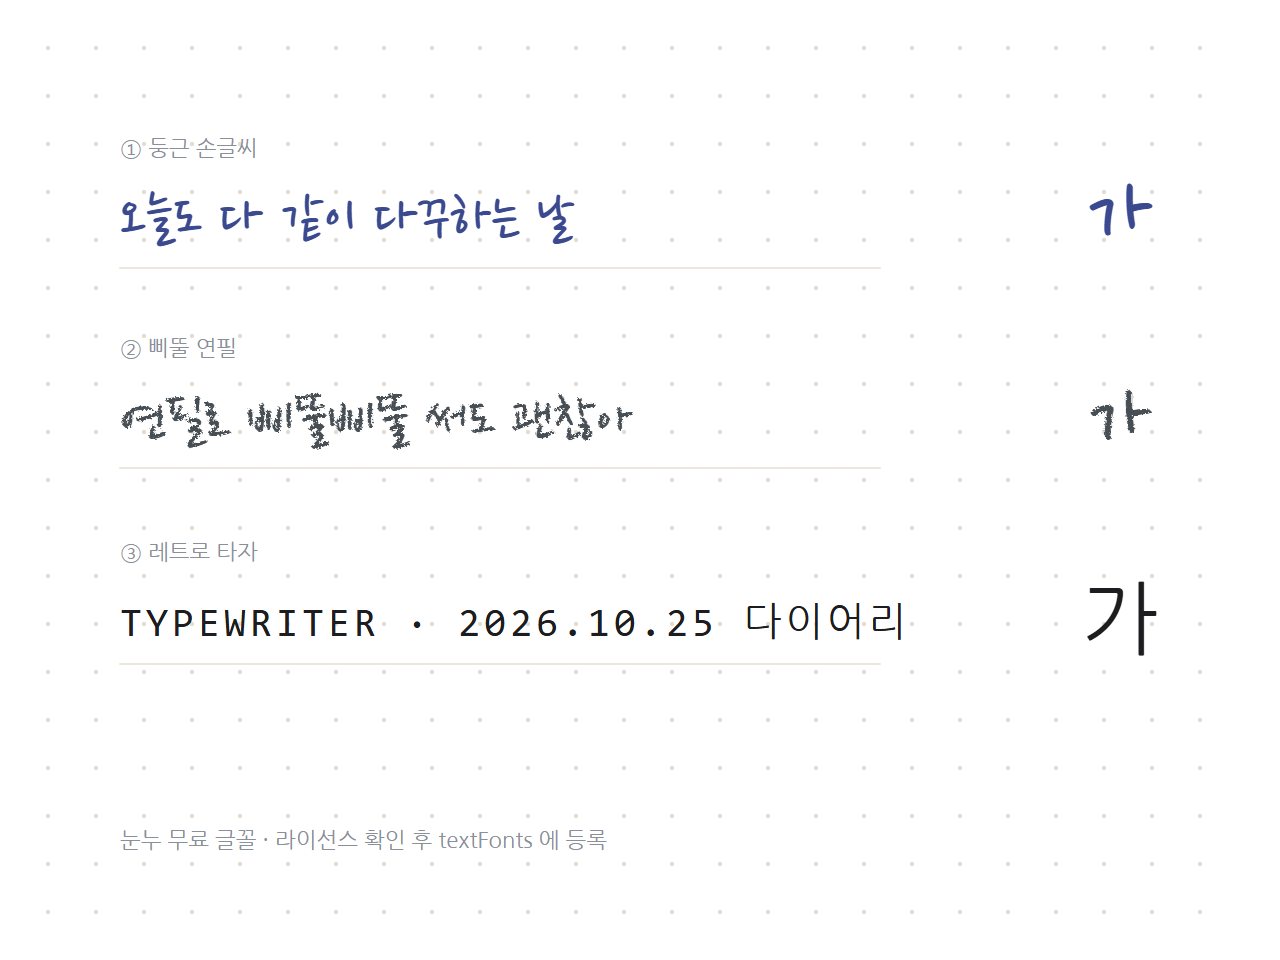 ① 둥근 손글씨
오늘도 다 같이 다꾸하는 날
가
② 삐뚤 연필
연필로 삐뚤삐뚤 써도 괜찮아
가
③ 레트로 타자
TYPEWRITER · 2026.10.25 다이어리
가
눈누 무료 글꼴 · 라이선스 확인 후 textFonts 에 등록